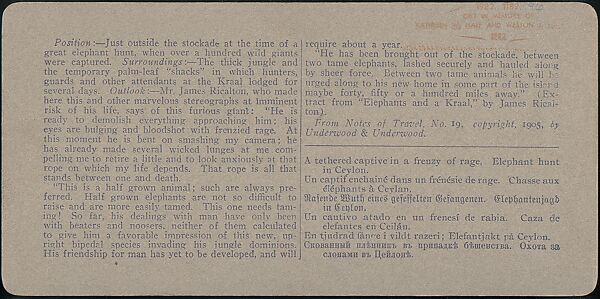 Position:—Just outside the stockade at the time of a
great elephant hunt, when over a hundred wild giants
were captured. Surroundings:—The thick jungle and
the temporary palm-leaf "shacks" in which hunters,
guards and other attendants at the Kraal lodged for
several days. Outlook:—Mr. James Ricalton, who made
here this and other marvelous stereographs at imminent
risk of his life, says of this furious giant: "He is
ready to demolish everything approaching him; his
eyes are bulging and bloodshot with frenzied rage. At
this moment he is bent on smashing my camera; he
has already made several wicked lunges at me com-
pelling me to retire a little and to look anxiously at that
rope on which my life depends. That rope is all that
stands between one and death.
"This is a half grown animal; such are always pre-
ferred. Half grown elephants are not so difficult to
raise and are more easily tamed. This one needs tam-
ing! So far, his dealings with man have only been
with beaters and noosers, neither of them calculated
to give him a favorable impression of this new, up-
right bipedal species invading his jungle dominions.
His friendship for man has yet to be developed, and will
require about a year.
"He has been brought out of the stockade, between
two tame elephants, lashed securely and hauled along
by sheer force. Between two tame animals he will be
urged along to his new home in some part of the island
maybe forty, fifty or a hundred miles away." (Ex-
tract from "Elephants and a Kraal," by James Rical-
ton).
From Notes of Travel, No. 19, copyright, 1905, by
Underwood & Underwood.
A tethered captive in a frenzy of rage. Elephant hunt
in Ceylon.
Un captif enchaîné dans un frénésie de rage. Chasse aux
éléphants à Ceylan.
Rasende Wuth eines gefesselten Gefangenen. Elephantenjagd
in Ceylon.
Un cautivo atado en un frenesí de rabia. Caza de
elefantes en Ceilán.
En tjudrad fånge i vildt raseri; Elefantjakt på Ceylon.
Скованный плѣнникъ въ припадкѣ бѣшенства. Охота за
слонами въ Цейлонѣ.